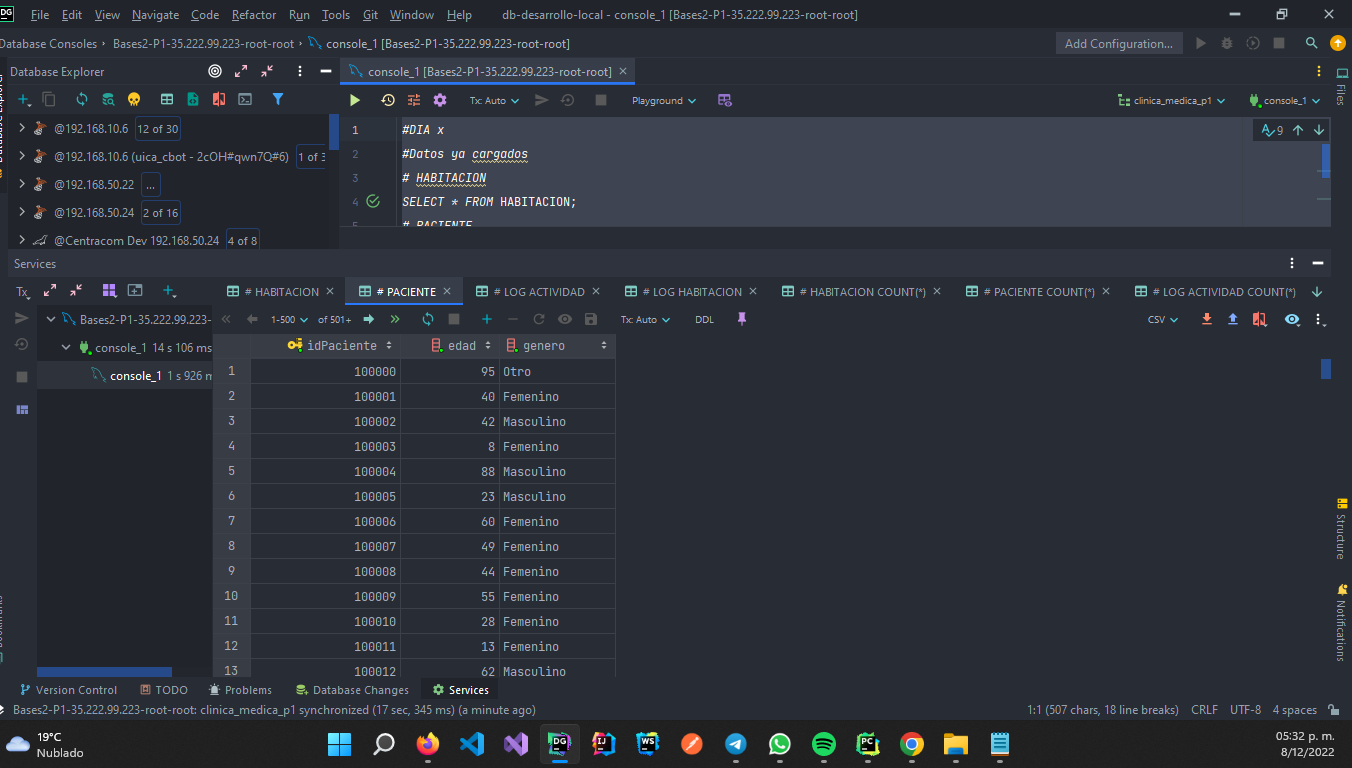 DG File Edit View Navigate Code Refactor Run Tools Git Window Help db-desarrollo-local - console_1 [Bases2-P1-35.222.99.223-root-root]
Database Consoles › Bases2-P1-35.222.99.223-root-root › console_1 [Bases2-P1-35.222.99.223-root-root] Add Configuration...
Database Explorer console_1 [Bases2-P1-35.222.99.223-root-root]
Files
Tx: Auto Playground clinica_medica_p1 console_1
@192.168.10.6 12 of 30
@192.168.10.6 (uica_cbot - 2cOH#qwn7Q#6) 1 of 3
@192.168.50.22 ...
@192.168.50.24 2 of 16
@Centracom Dev 192.168.50.24 4 of 8
1 #DIA x
9
2 #Datos ya cargados
3 # HABITACION
4 SELECT * FROM HABITACION;
5 # PACIENTE
Services
Tx # HABITACION # PACIENTE # LOG ACTIVIDAD # LOG HABITACION # HABITACION COUNT(*) # PACIENTE COUNT(*) # LOG ACTIVIDAD COUNT(*)
Bases2-P1-35.222.99.223- 1-500 of 501+ Tx: Auto DDL CSV
console_1 14 s 106 ms
console_1 1 s 926 m
idPaciente edad genero
1 100000 95 Otro
2 100001 40 Femenino
3 100002 42 Masculino
4 100003 8 Femenino
5 100004 88 Masculino
6 100005 23 Masculino
7 100006 60 Femenino
8 100007 49 Femenino
9 100008 44 Femenino
10 100009 55 Femenino
11 100010 28 Femenino
12 100011 13 Femenino
13 100012 62 Masculino
Structure
Notifications
Version Control TODO Problems Database Changes Services
Bases2-P1-35.222.99.223-root-root: clinica_medica_p1 synchronized (17 sec, 345 ms) (a minute ago) 1:1 (507 chars, 18 line breaks) CRLF UTF-8 4 spaces
19°C
Nublado
DG IJ WS PC
05:32 p. m.
8/12/2022